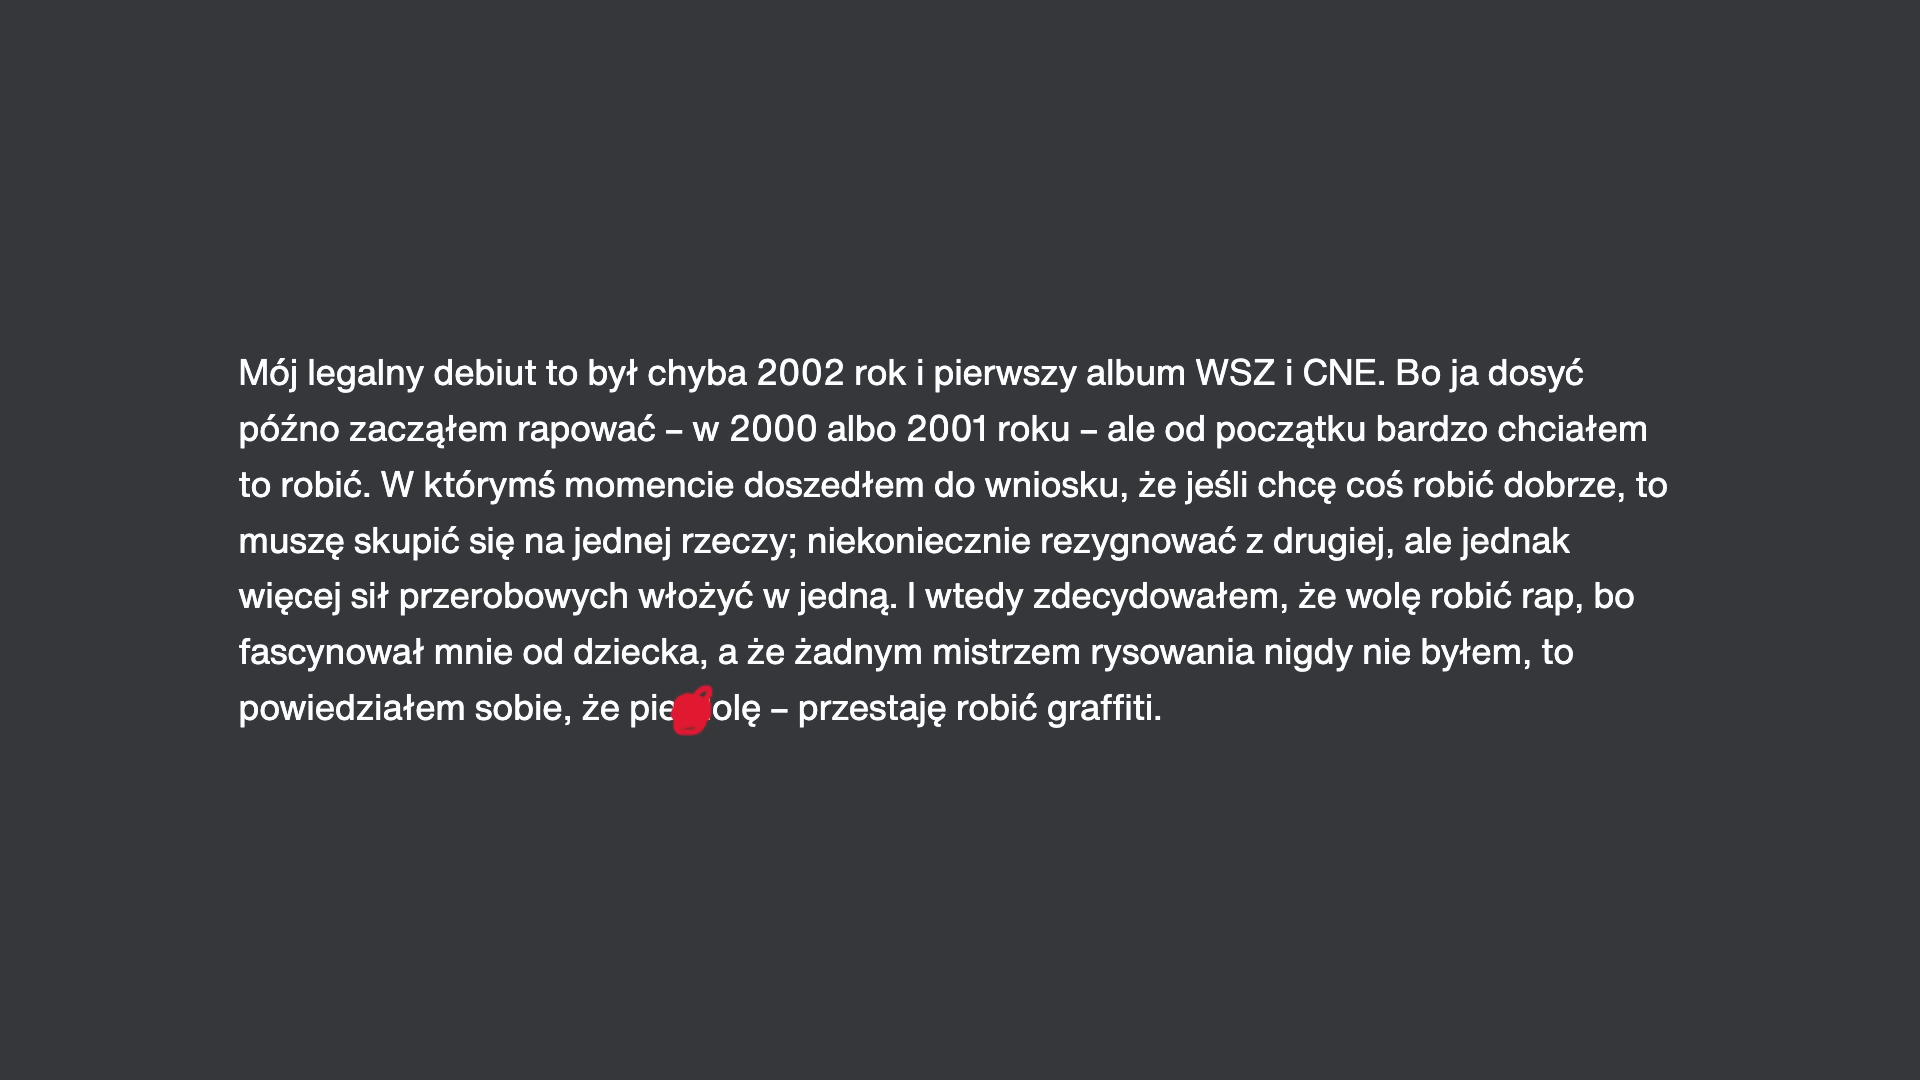 Mój legalny debiut to był chyba 2002 rok i pierwszy album WSZ i CNE. Bo ja dosyć
późno zacząłem rapować – w 2000 albo 2001 roku – ale od początku bardzo chciałem
to robić. W którymś momencie doszedłem do wniosku, że jeśli chcę coś robić dobrze, to
muszę skupić się na jednej rzeczy; niekoniecznie rezygnować z drugiej, ale jednak
więcej sił przerobowych włożyć w jedną. I wtedy zdecydowałem, że wolę robić rap, bo
fascynował mnie od dziecka, a że żadnym mistrzem rysowania nigdy nie byłem, to
powiedziałem sobie, że – przestaję robić graffiti.